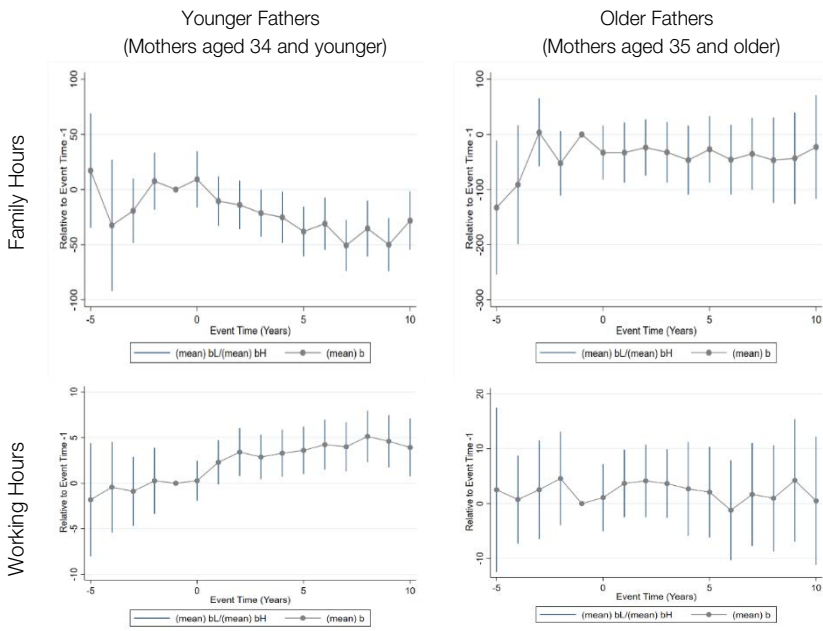 Younger Fathers
(Mothers aged 34 and younger)
Older Fathers
(Mothers aged 35 and older)
Family Hours
Relative to Event Time -1
100
50
0
-50
-100
-5
0
5
10
Event Time (Years)
(mean) bL/(mean) bH
(mean) b
Relative to Event Time -1
100
0
-100
-200
-300
-5
0
5
10
Event Time (Years)
(mean) bL/(mean) bH
(mean) b
Working Hours
Relative to Event Time -1
10
5
0
-5
-10
-5
0
5
10
Event Time (Years)
(mean) bL/(mean) bH
(mean) b
Relative to Event Time -1
20
10
0
-10
-5
0
5
10
Event Time (Years)
(mean) bL/(mean) bH
(mean) b